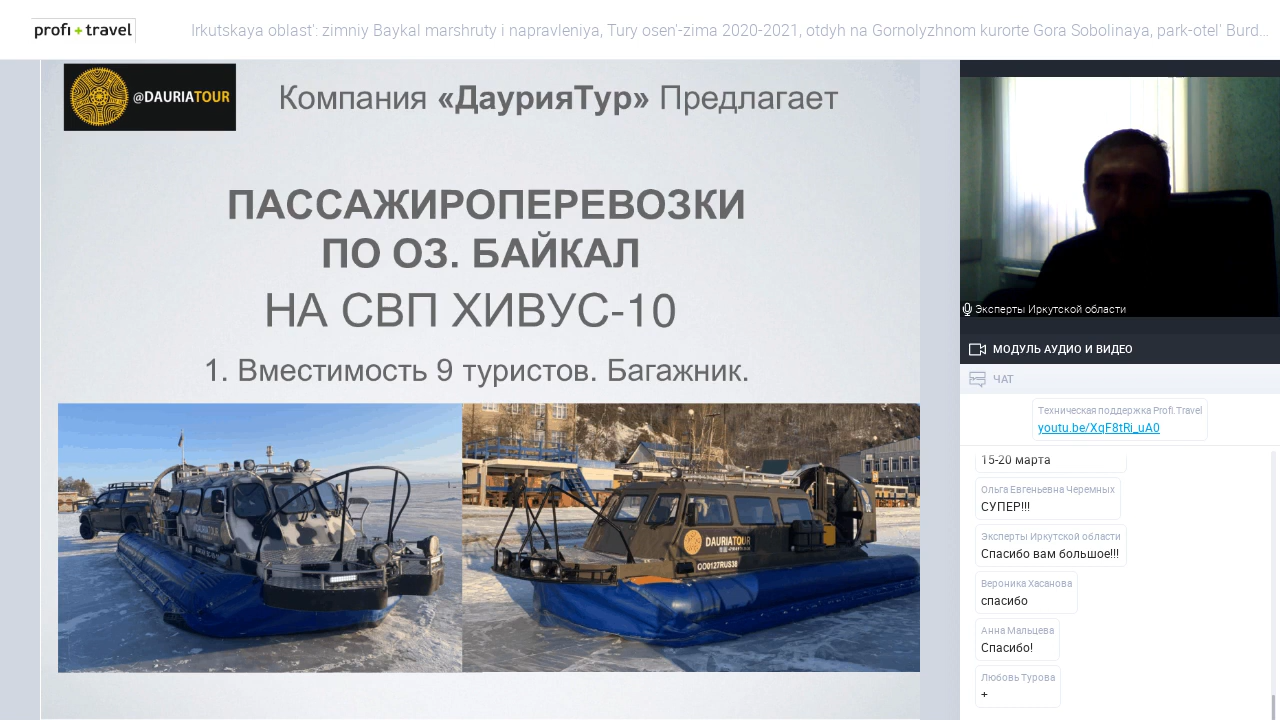 profi travel
Irkutskaya oblast': zimniy Baykal marshruty i napravleniya, Tury osen'-zima 2020-2021, otdyh na Gornolyzhnom kurorte Gora Sobolinaya, park-otel' Burd...
@DAURIATOUR
Компания «ДаурияТур» Предлагает
ПАССАЖИРОПЕРЕВОЗКИ
ПО ОЗ. БАЙКАЛ
НА СВП ХИВУС-10
1. Вместимость 9 туристов. Багажник.
DAURIATOUR
OO0127RUS38
Эксперты Иркутской области
МОДУЛЬ АУДИО И ВИДЕО
ЧАТ
Техническая поддержка Profi.Travel
youtu.be/XqF8tRi_uA0
15-20 марта
Ольга Евгеньевна Черемных
СУПЕР!!!
Эксперты Иркутской области
Спасибо вам большое!!!
Вероника Хасанова
спасибо
Анна Мальцева
Спасибо!
Любовь Турова
+